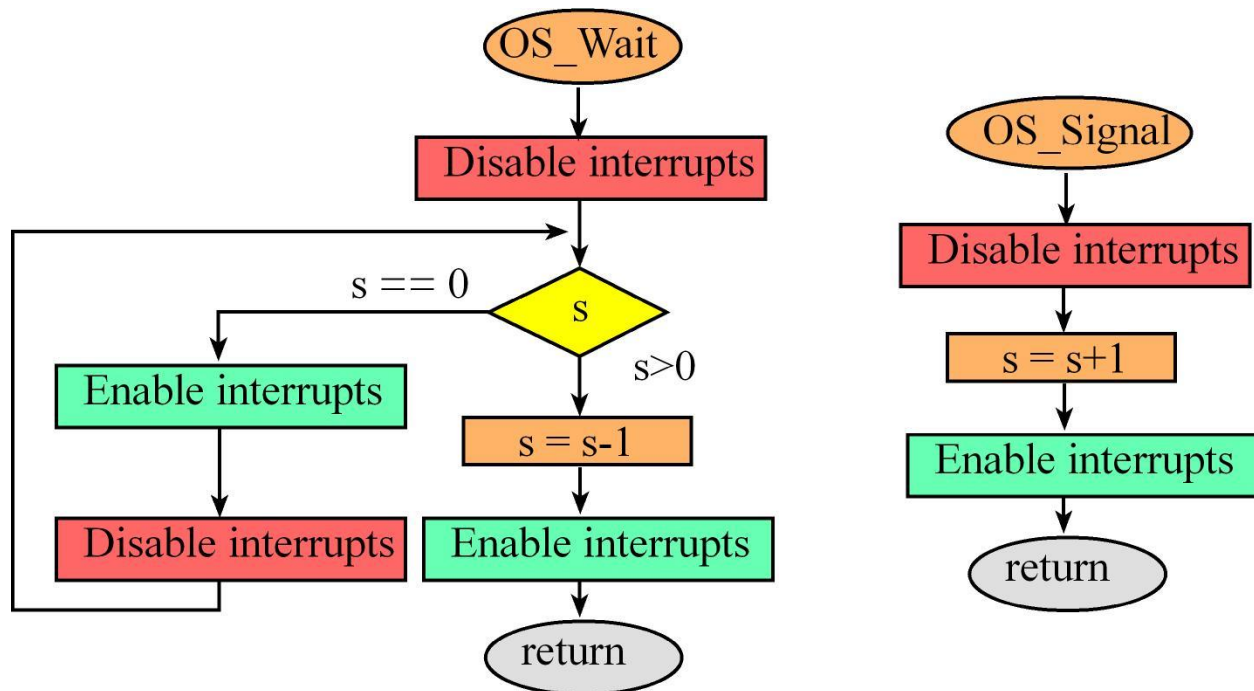 OS_Wait
Disable interrupts
s == 0
s
s>0
Enable interrupts
s = s-1
Disable interrupts
Enable interrupts
return
OS_Signal
Disable interrupts
s = s+1
Enable interrupts
return